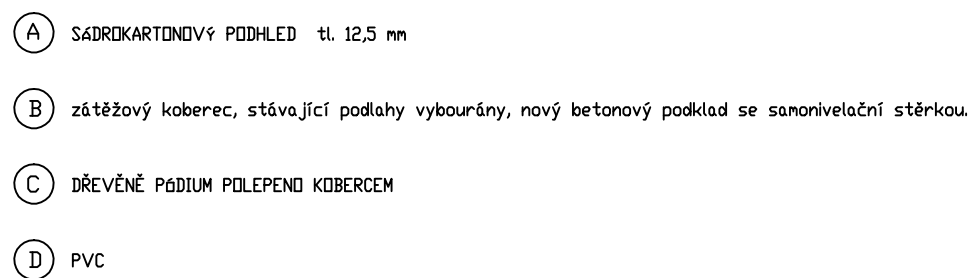 A SáDROKARTONOVý PODHLED tl. 12,5 mm
B zátěžový koberec, stávající podlahy vybourány, nový betonový podklad se samonivelační stěrkou.
C DŘEVĚNĚ PóDIUM POLEPENO KOBERCEM
D PVC